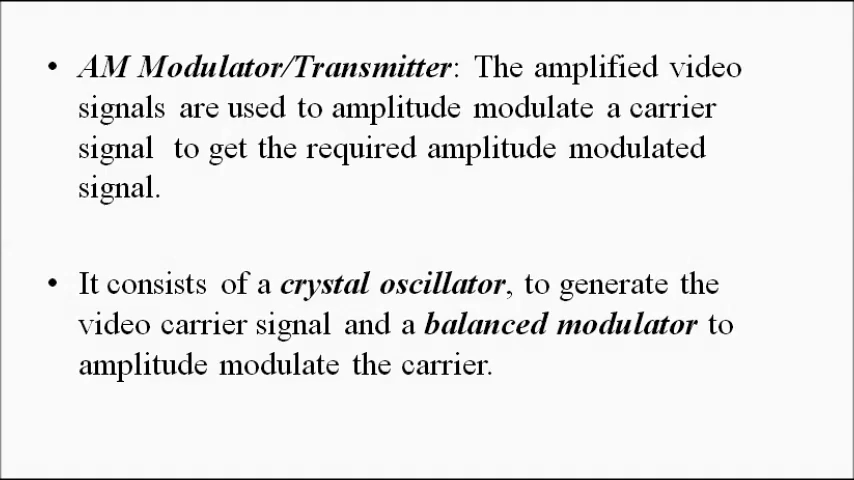 • AM Modulator/Transmitter: The amplified video
signals are used to amplitude modulate a carrier
signal to get the required amplitude modulated
signal.
• It consists of a crystal oscillator, to generate the
video carrier signal and a balanced modulator to
amplitude modulate the carrier.